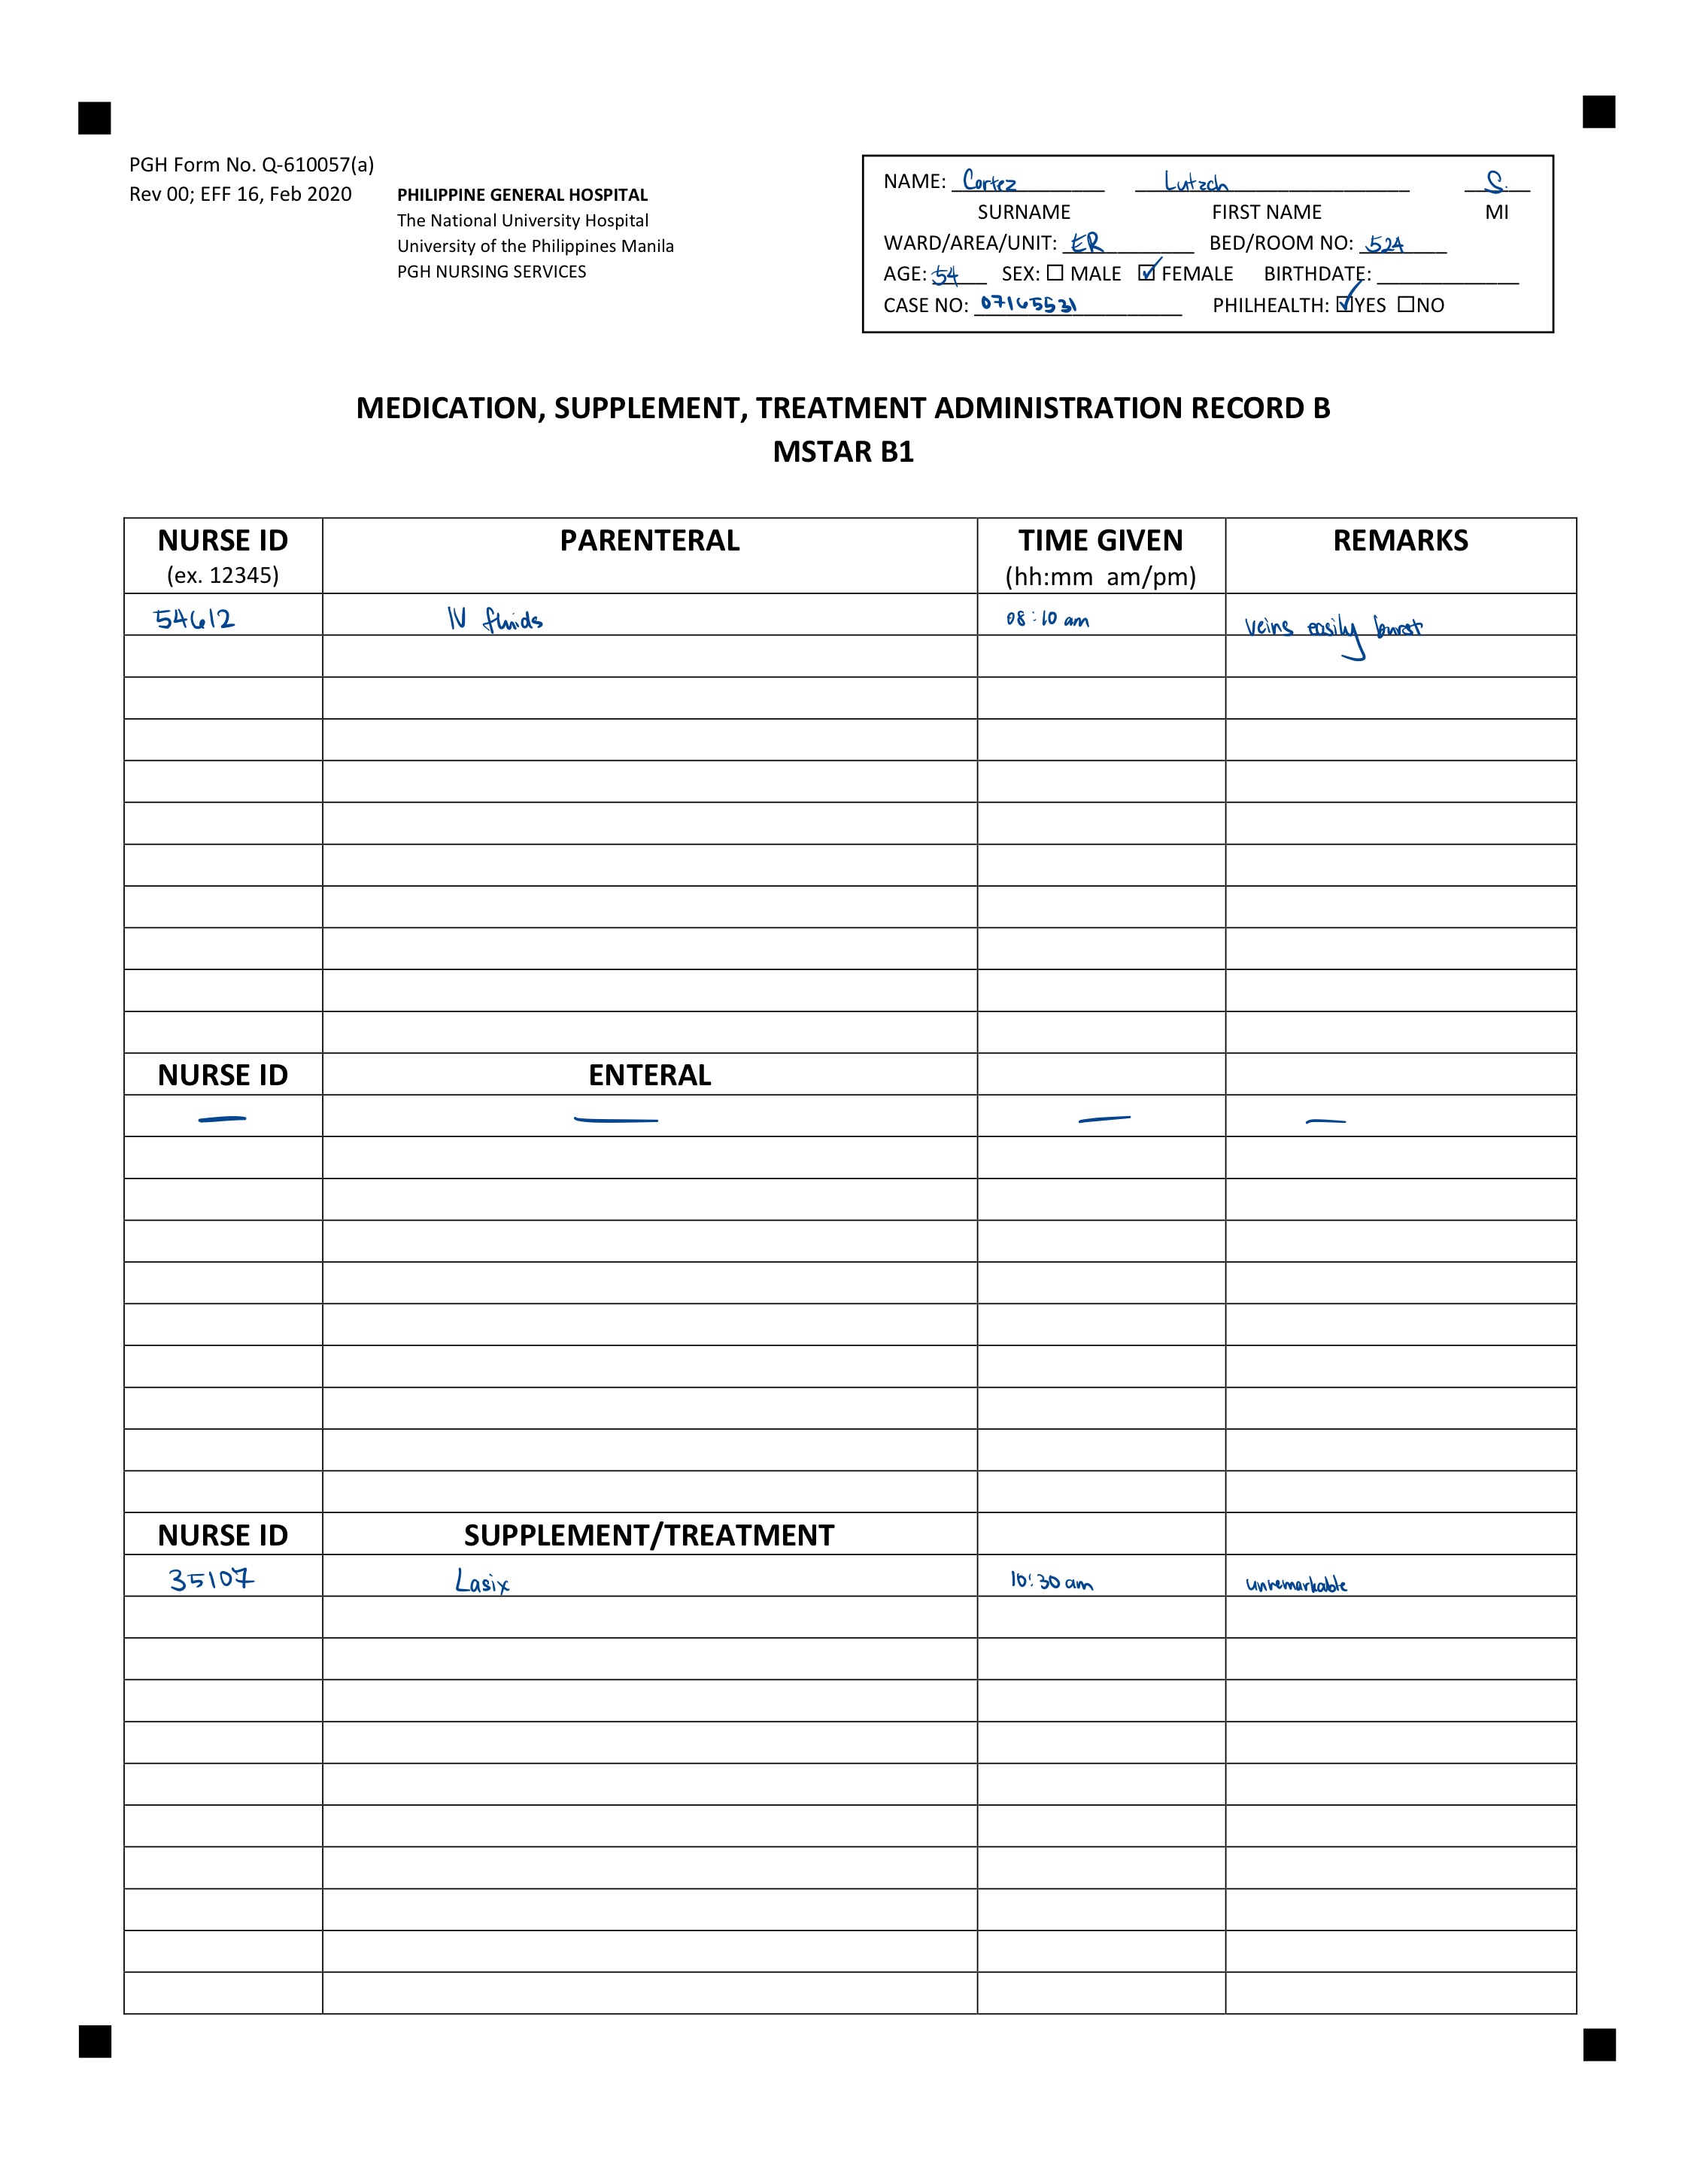 PGH Form No. Q-610057(a)
Rev 00; EFF 16, Feb 2020
PHILIPPINE GENERAL HOSPITAL
The National University Hospital
University of the Philippines Manila
PGH NURSING SERVICES
NAME: Cortez Lutzch S.
SURNAME FIRST NAME MI
WARD/AREA/UNIT: ER BED/ROOM NO: 524
AGE: 54 SEX: ☐ MALE ☑ FEMALE BIRTHDATE:
CASE NO: 07165531 PHILHEALTH: ☑YES ☐NO
MEDICATION, SUPPLEMENT, TREATMENT ADMINISTRATION RECORD B
MSTAR B1
NURSE ID PARENTERAL TIME GIVEN REMARKS
(ex. 12345) (hh:mm am/pm)
54612 IV fluids 08:10 am veins easily burst
NURSE ID ENTERAL
— — — —
NURSE ID SUPPLEMENT/TREATMENT
35107 Lasix 10:30 am unremarkable